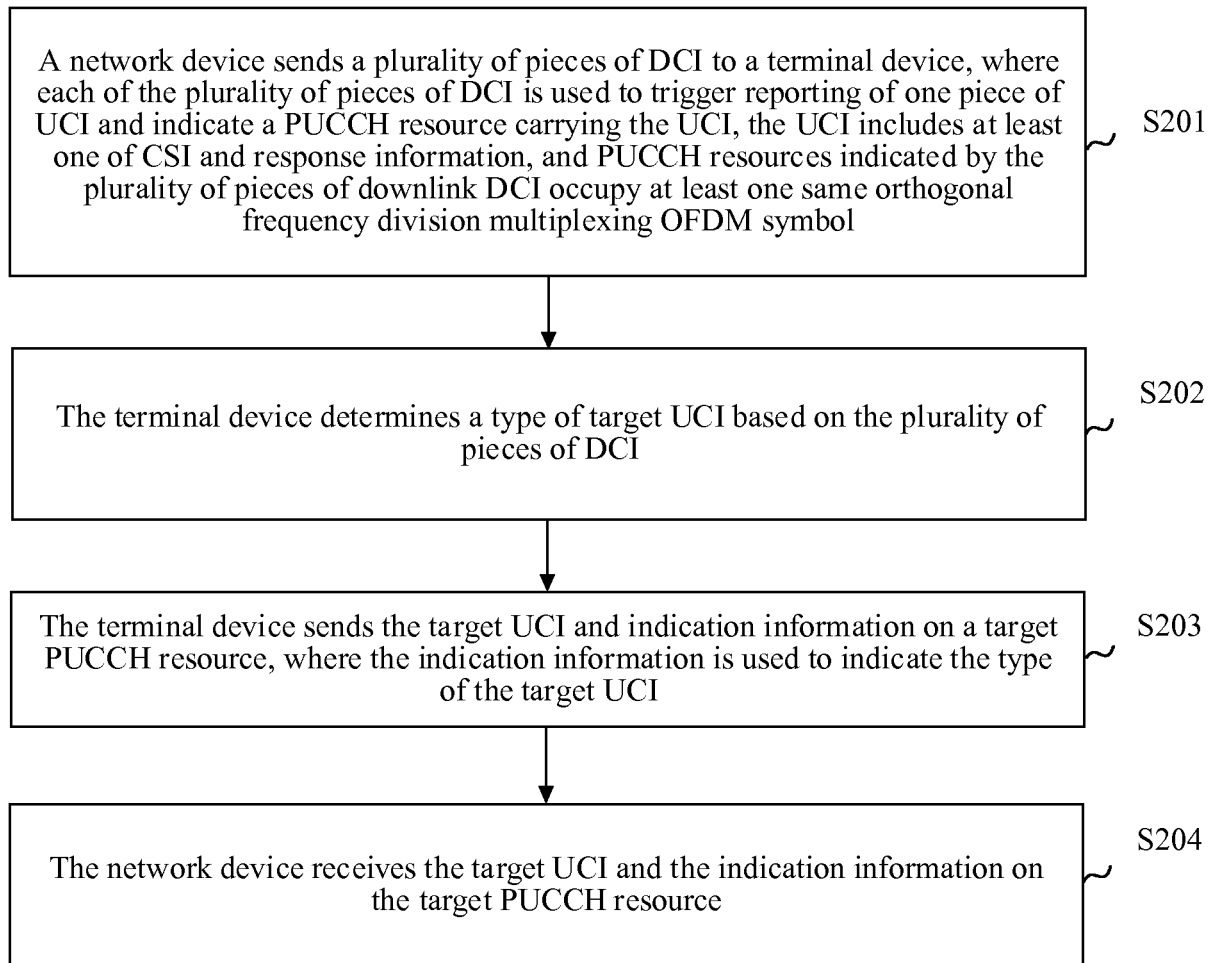 A network device sends a plurality of pieces of DCI to a terminal device, where
each of the plurality of pieces of DCI is used to trigger reporting of one piece of
UCI and indicate a PUCCH resource carrying the UCI, the UCI includes at least
one of CSI and response information, and PUCCH resources indicated by the
plurality of pieces of downlink DCI occupy at least one same orthogonal
frequency division multiplexing OFDM symbol
S201
The terminal device determines a type of target UCI based on the plurality of
pieces of DCI
S202
The terminal device sends the target UCI and indication information on a target
PUCCH resource, where the indication information is used to indicate the type
of the target UCI
S203
The network device receives the target UCI and the indication information on
the target PUCCH resource
S204